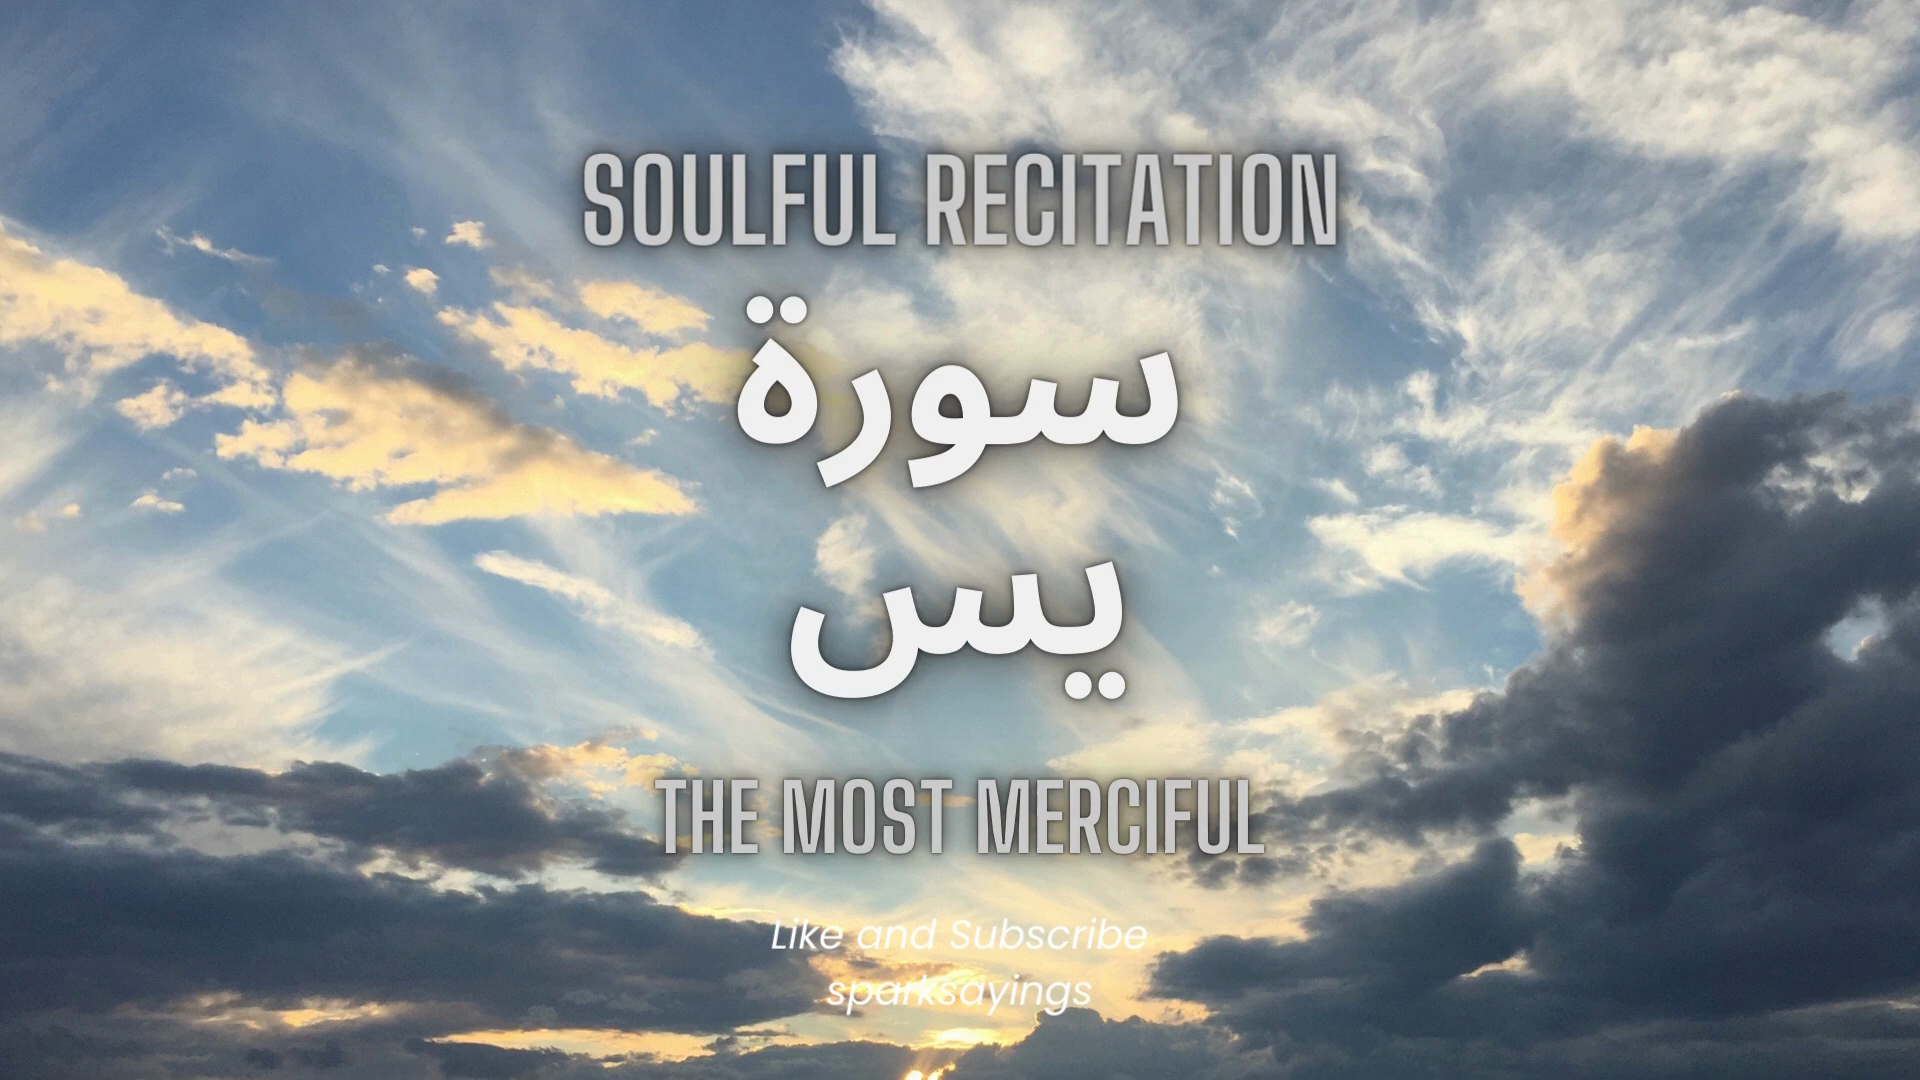 SOULFUL RECITATION
سورة
يس
THE MOST MERCIFUL
Like and Subscribe
sparksayings